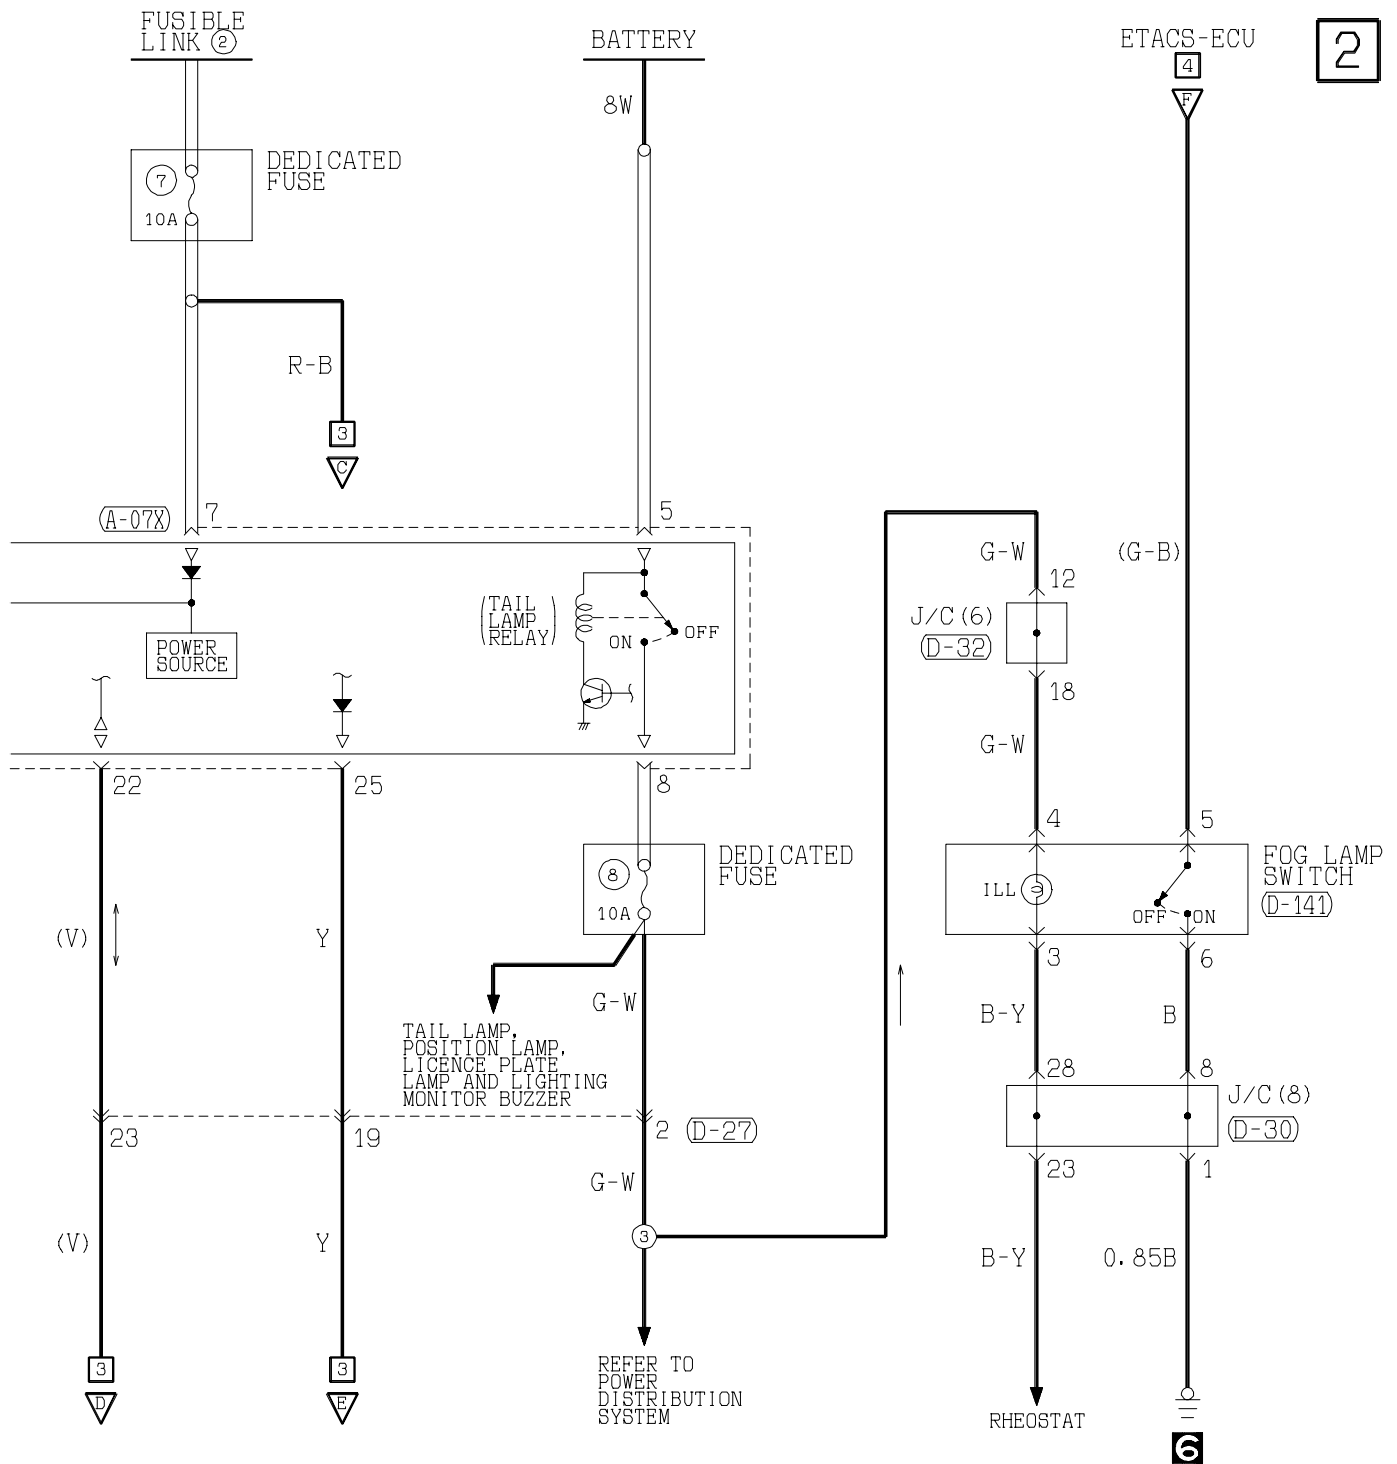 FUSIBLE
LINK 2
BATTERY
ETACS-ECU
2
4
F
8W
7
10A
DEDICATED
FUSE
R-B
3
C
(A-07X)
7
5
G-W
(G-B)
12
POWER
SOURCE
(TAIL
LAMP
RELAY)
ON
OFF
J/C(6)
(D-32)
18
G-W
22
25
8
4
5
8
10A
DEDICATED
FUSE
ILL
OFF
ON
FOG LAMP
SWITCH
(D-141)
(V)
Y
G-W
3
6
B-Y
B
TAIL LAMP,
POSITION LAMP,
LICENCE PLATE
LAMP AND LIGHTING
MONITOR BUZZER
28
8
J/C(8)
(D-30)
23
19
2
(D-27)
23
1
G-W
(V)
Y
3
B-Y
0.85B
3
D
3
E
REFER TO
POWER
DISTRIBUTION
SYSTEM
RHEOSTAT
6